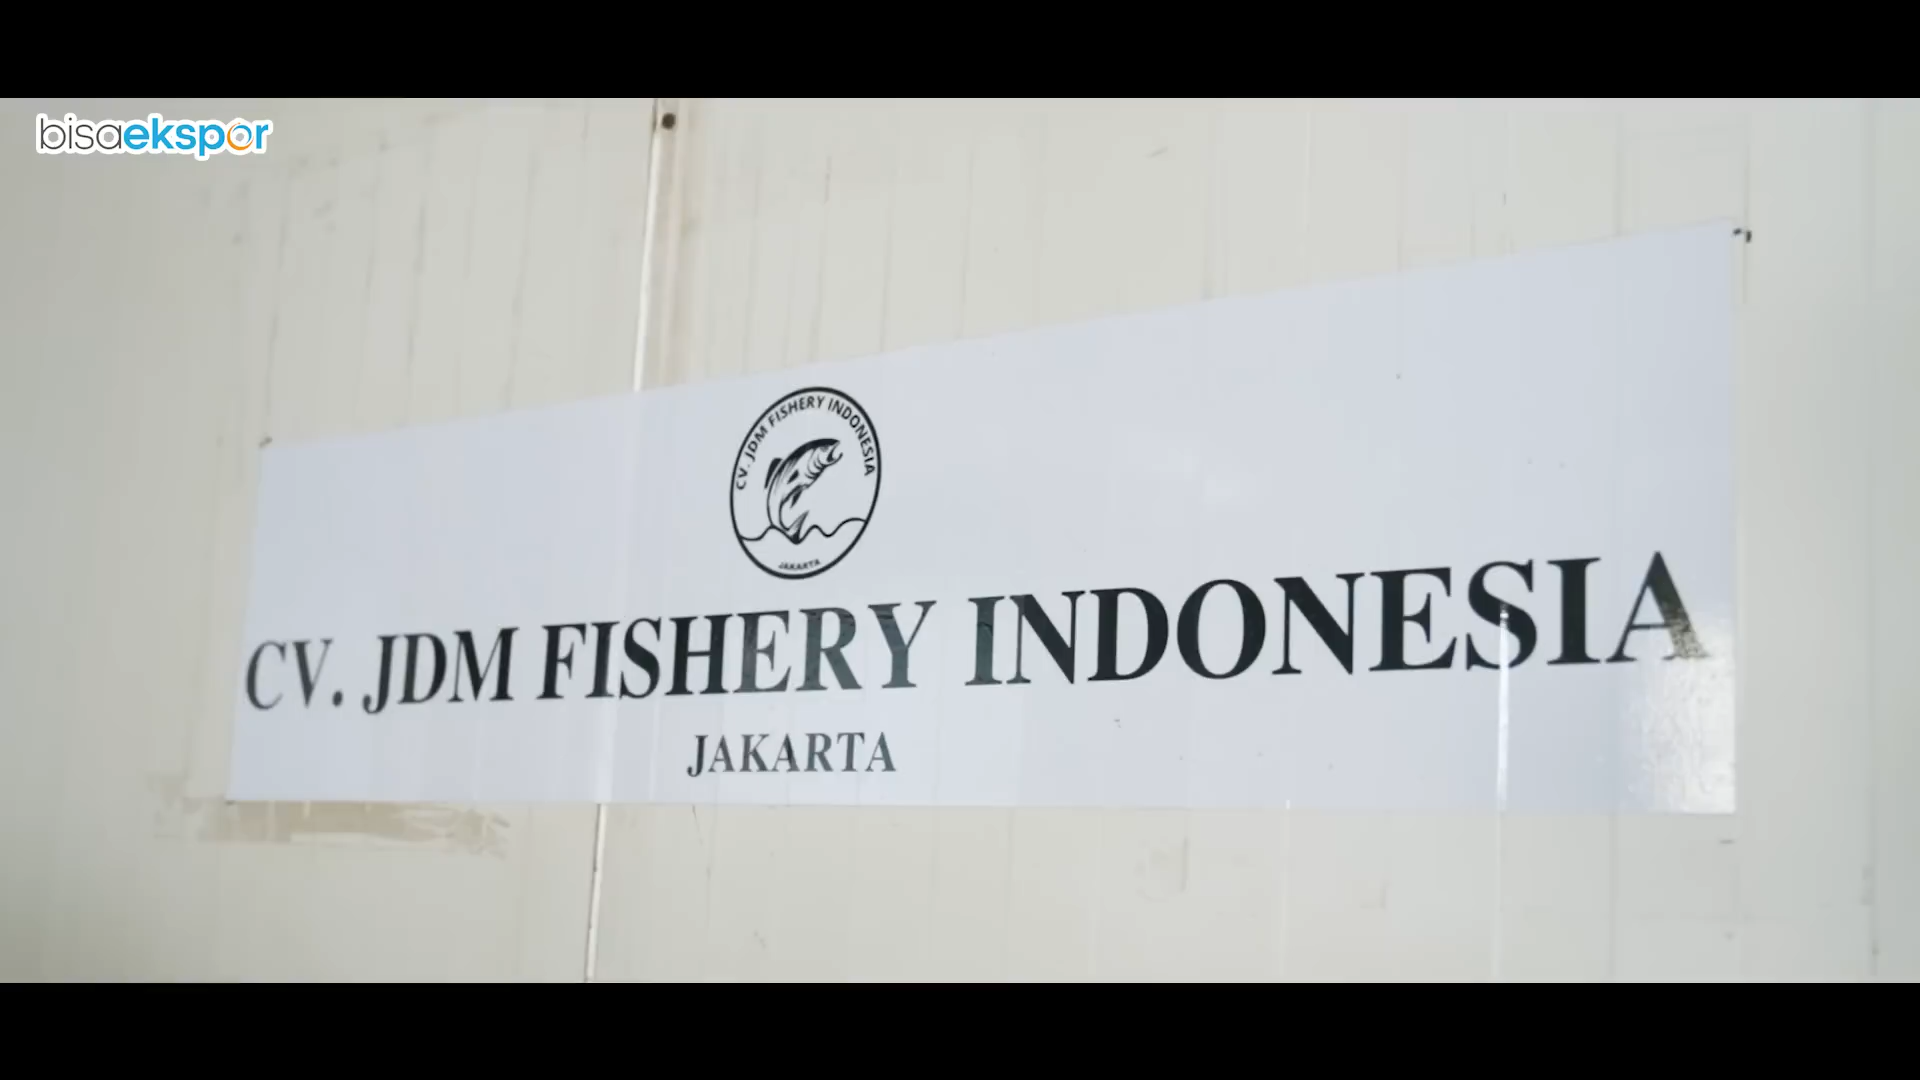 bisaekspor
CV. JDM FISHERY INDONESIA
JAKARTA
CV. JDM FISHERY INDONESIA
JAKARTA